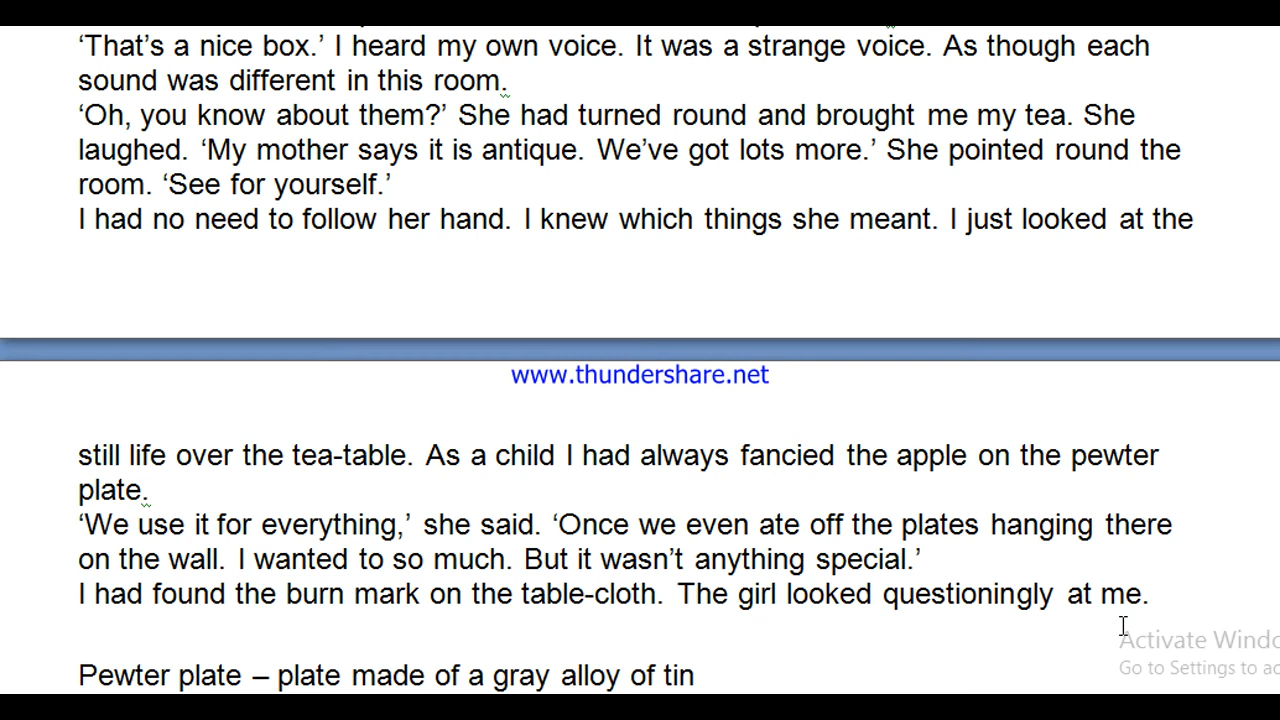 ‘That’s a nice box.’ I heard my own voice. It was a strange voice. As though each
sound was different in this room.
‘Oh, you know about them?’ She had turned round and brought me my tea. She
laughed. ‘My mother says it is antique. We’ve got lots more.’ She pointed round the
room. ‘See for yourself.’
I had no need to follow her hand. I knew which things she meant. I just looked at the
www.thundershare.net
still life over the tea-table. As a child I had always fancied the apple on the pewter
plate.
‘We use it for everything,’ she said. ‘Once we even ate off the plates hanging there
on the wall. I wanted to so much. But it wasn’t anything special.’
I had found the burn mark on the table-cloth. The girl looked questioningly at me.
Activate Windo
Go to Settings to ac
Pewter plate – plate made of a gray alloy of tin